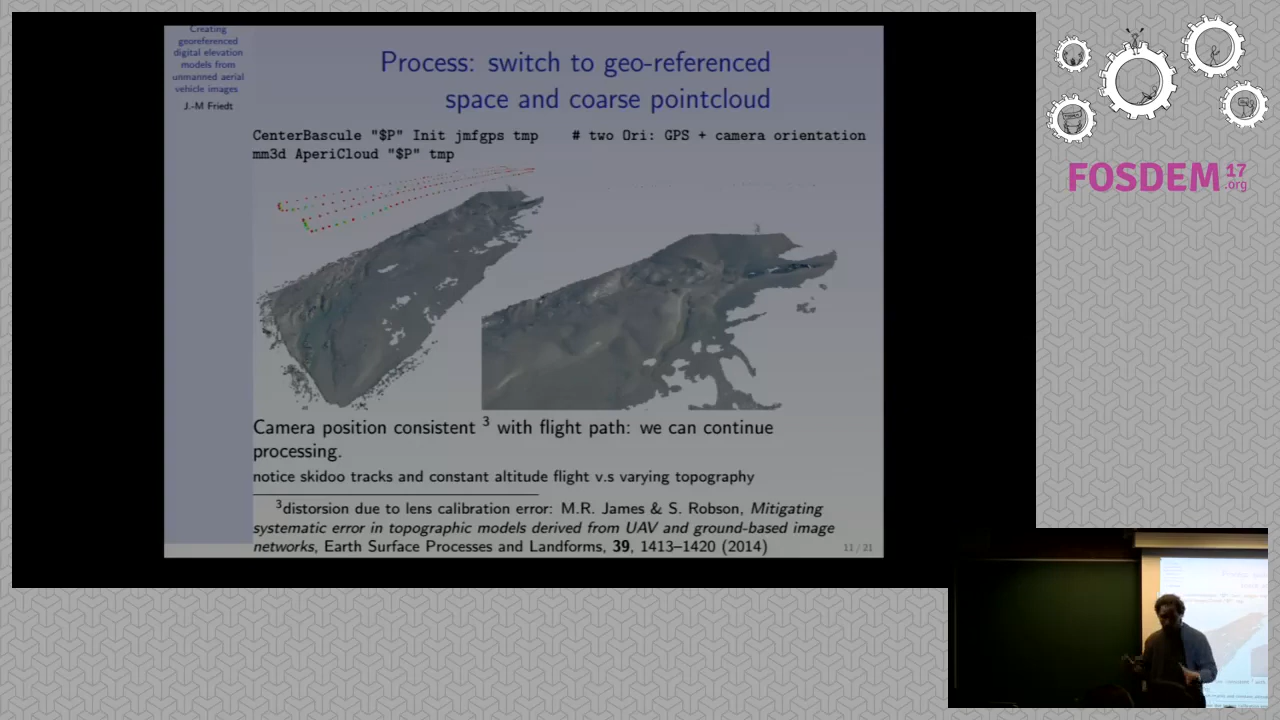 Creating
georeferenced
digital elevation
models from
unmanned aerial
vehicle images
J.-M Friedt
Process: switch to geo-referenced
space and coarse pointcloud
CenterBascule "$P" Init jmfgps tmp # two Ori: GPS + camera orientation
mm3d AperiCloud "$P" tmp
Camera position consistent 3 with flight path: we can continue
processing.
notice skidoo tracks and constant altitude flight v.s varying topography
3distorsion due to lens calibration error: M.R. James & S. Robson, Mitigating
systematic error in topographic models derived from UAV and ground-based image
networks, Earth Surface Processes and Landforms, 39, 1413–1420 (2014)
11 / 21
FOSDEM 17
.org